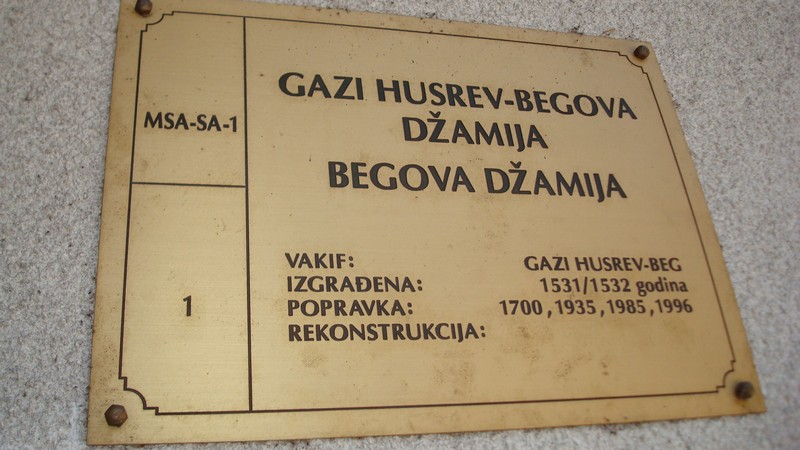 MSA-SA-1
1
GAZI HUSREV-BEGOVA
DŽAMIJA
BEGOVA DŽAMIJA
VAKIF: GAZI HUSREV-BEG
IZGRAĐENA: 1531/1532 godina
POPRAVKA: 1700,1935,1985,1996
REKONSTRUKCIJA: